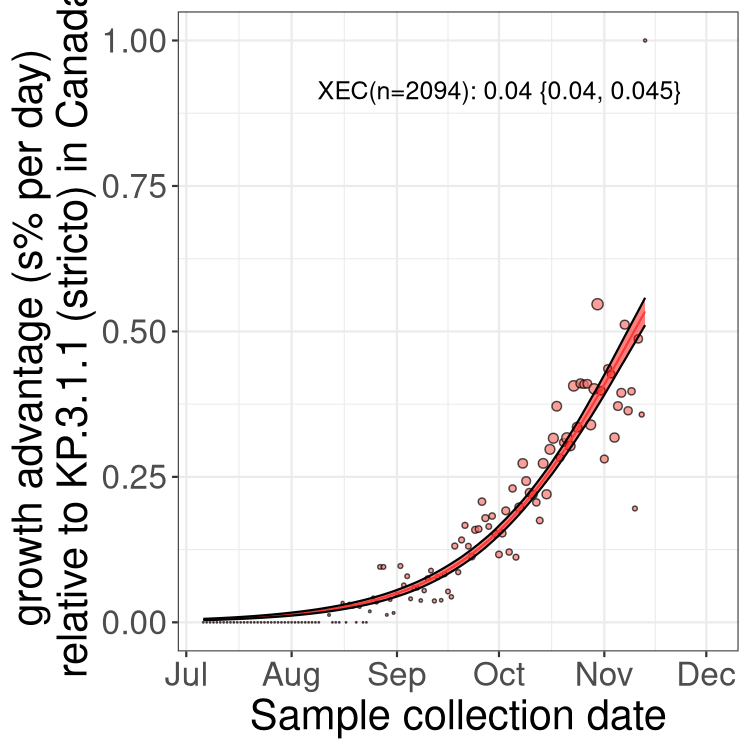 growth advantage (s% per day)
relative to KP.3.1.1 (stricto) in Canada
1.00
0.75
0.50
0.25
0.00
XEC(n=2094): 0.04 {0.04, 0.045}
Jul Aug Sep Oct Nov Dec
Sample collection date